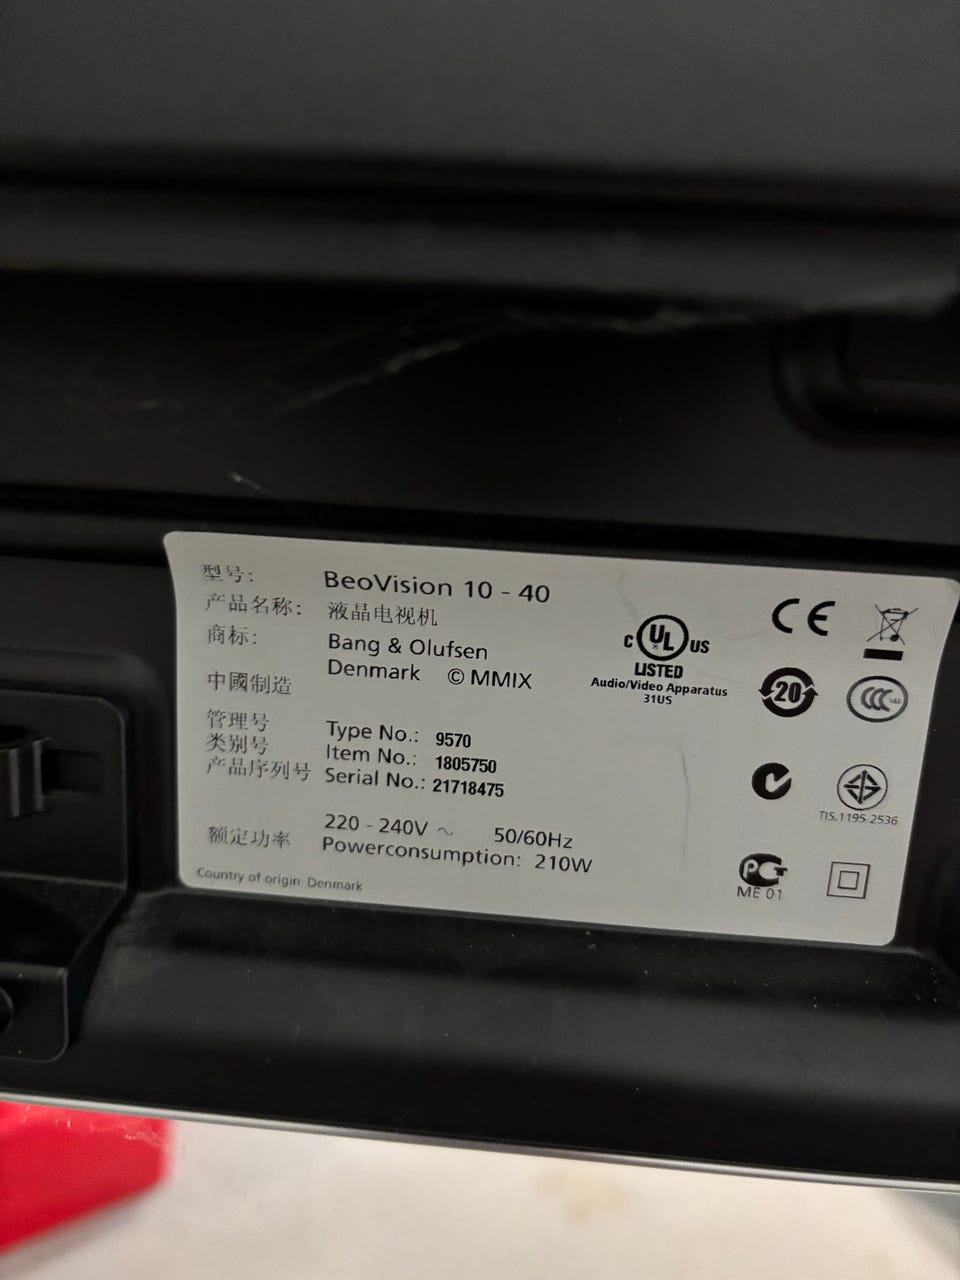 型号: BeoVision 10 - 40
产品名称: 液晶电视机
商标: Bang & Olufsen
Denmark © MMIX
中國制造
管理号 Type No.: 9570
类别号 Item No.: 1805750
产品序列号 Serial No.: 21718475
额定功率 220 - 240V ~ 50/60Hz
Powerconsumption: 210W
Country of origin: Denmark
C UL US
LISTED
Audio/Video Apparatus
31US
CE
20
CCC
TIS.1195-2536
PCT
ME 01